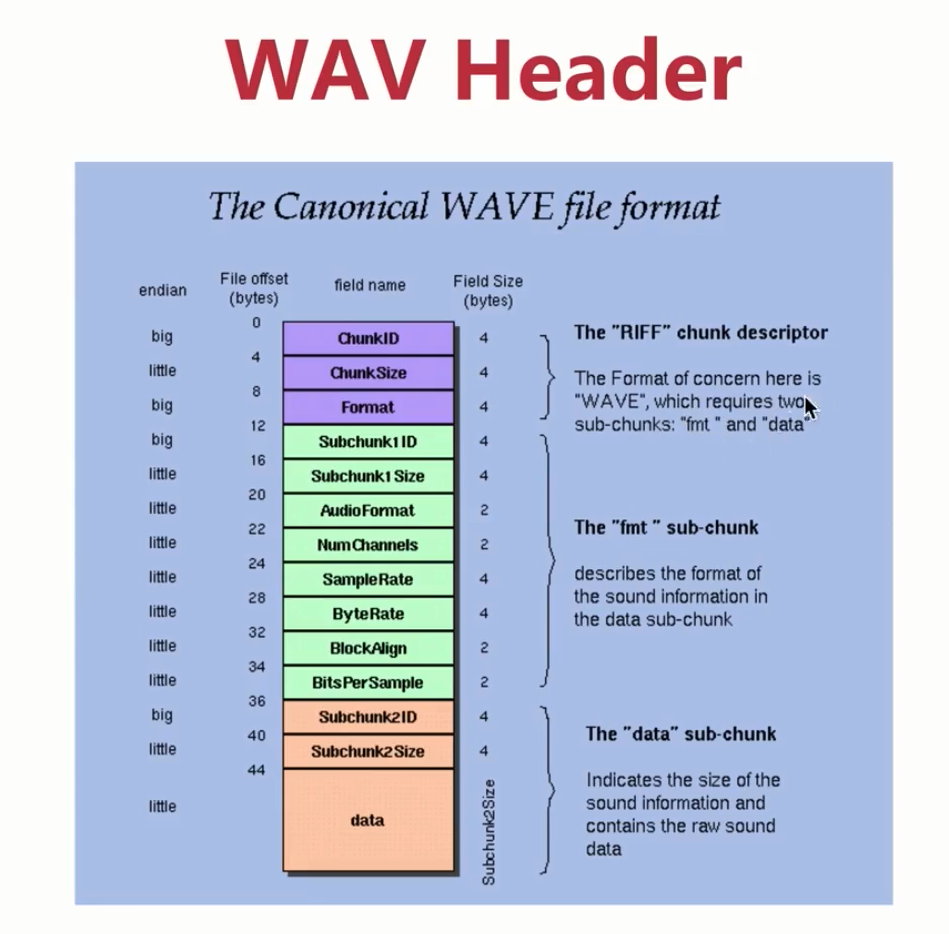 WAV Header
The Canonical WAVE file format
endian
File offset
(bytes)
field name
Field Size
(bytes)
0
big ChunkID 4
4
little ChunkSize 4
8
big Format 4
12
big Subchunk1ID 4
16
little Subchunk1Size 4
20
little AudioFormat 2
22
little NumChannels 2
24
little SampleRate 4
28
little ByteRate 4
32
little BlockAlign 2
34
little BitsPerSample 2
36
big Subchunk2ID 4
40
little Subchunk2Size 4
44
little data Subchunk2Size
The "RIFF" chunk descriptor
The Format of concern here is
"WAVE", which requires two
sub-chunks: "fmt " and "data"
The "fmt " sub-chunk
describes the format of
the sound information in
the data sub-chunk
The "data" sub-chunk
Indicates the size of the
sound information and
contains the raw sound
data